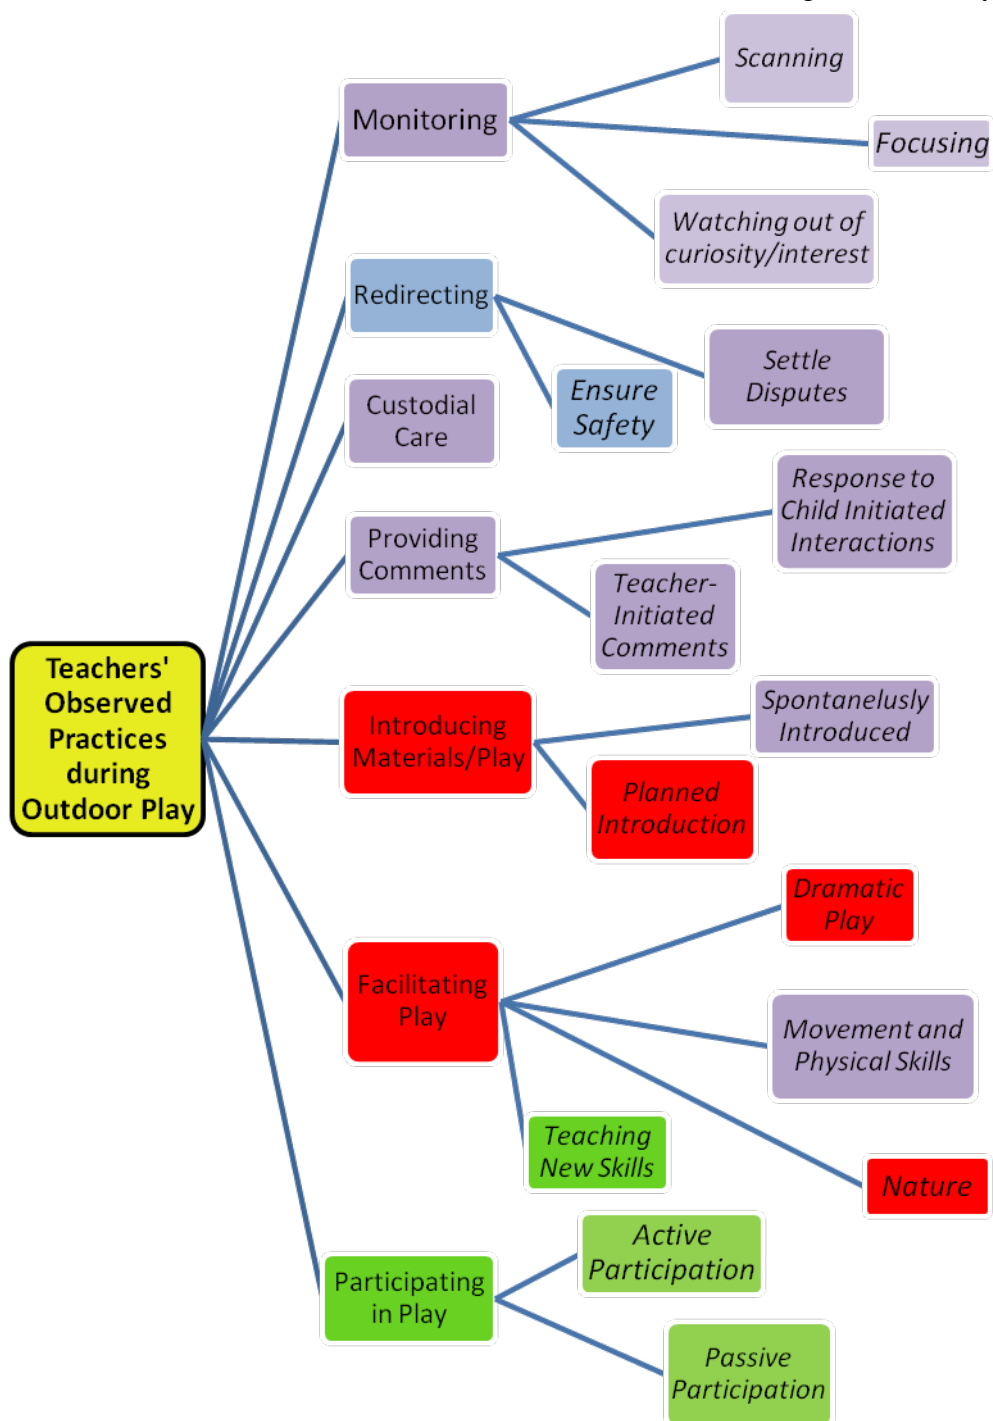 Scanning
Monitoring
Focusing
Watching out of
curiosity/interest
Redirecting
Settle
Disputes
Ensure
Safety
Custodial
Care
Response to
Child Initiated
Interactions
Providing
Comments
Teacher-
Initiated
Comments
Teachers'
Observed
Practices
during
Outdoor Play
Spontanelusly
Introduced
Introducing
Materials/Play
Planned
Introduction
Dramatic
Play
Facilitating
Play
Movement and
Physical Skills
Teaching
New Skills
Nature
Active
Participation
Participating
in Play
Passive
Participation